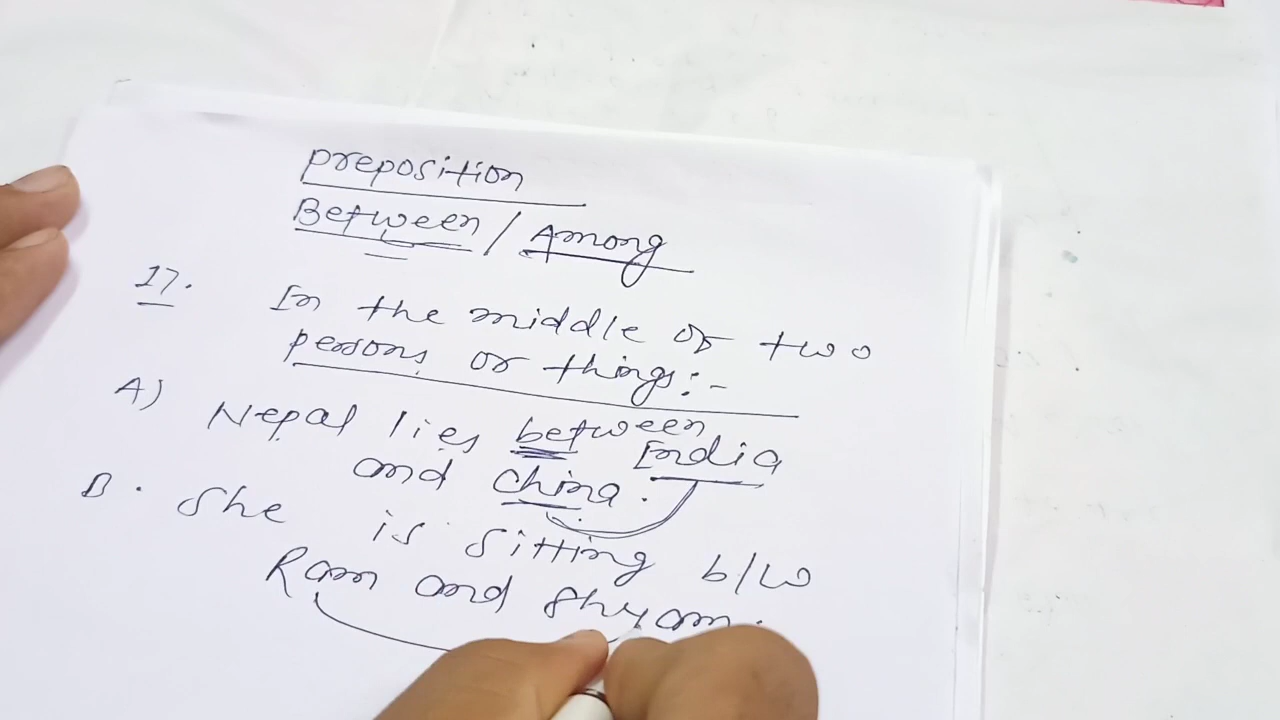 preposition
Between / Among
17. In the middle of two
persons or things:-
A) Nepal lies between
India
and China.
B. She is sitting b/w
Ram and Shyam.